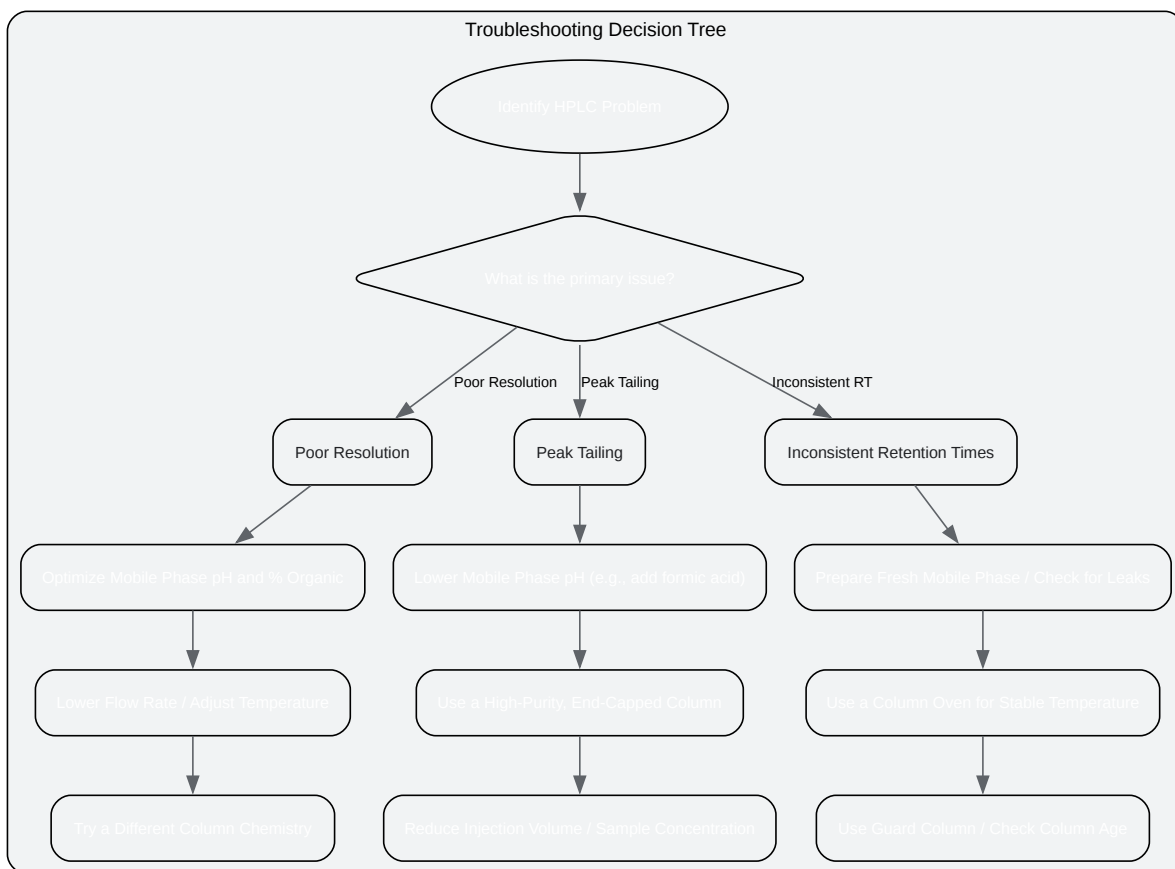 Troubleshooting Decision Tree
Identify HPLC Problem
What is the primary issue?
Poor Resolution
Peak Tailing
Inconsistent RT
Poor Resolution
Peak Tailing
Inconsistent Retention Times
Optimize Mobile Phase pH and % Organic
Lower Mobile Phase pH (e.g., add formic acid)
Prepare Fresh Mobile Phase / Check for Leaks
Lower Flow Rate / Adjust Temperature
Use a High-Purity, End-Capped Column
Use a Column Oven for Stable Temperature
Try a Different Column Chemistry
Reduce Injection Volume / Sample Concentration
Use Guard Column / Check Column Age